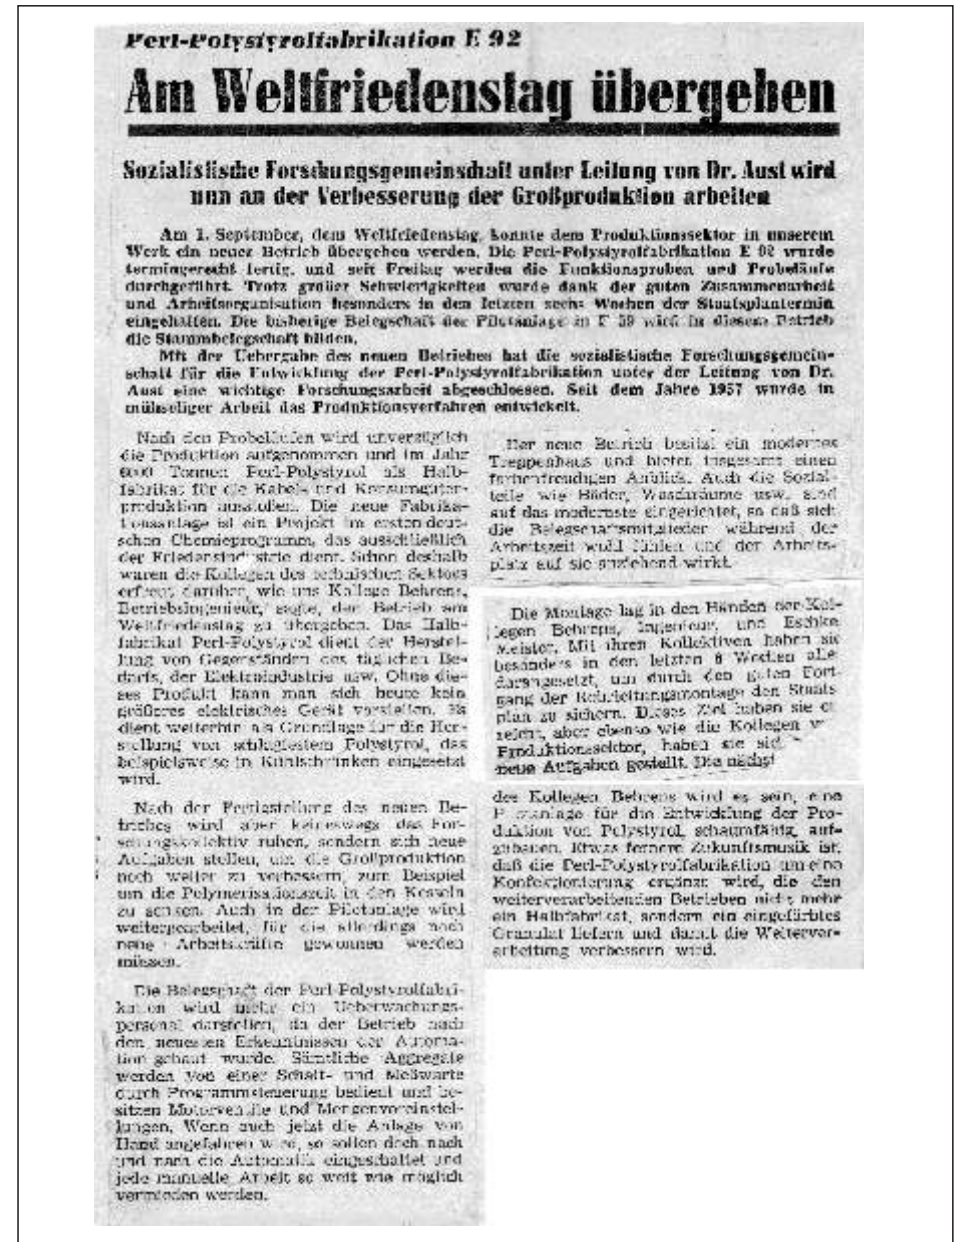 Perl-Polystyrolfabrikation E 92
Am Weltfriedenstag übergeben
Sozialistische Forschungsgemeinschaft unter Leitung von Dr. Aust wird
nun an der Verbesserung der Großproduktion arbeiten
Am 1. September, dem Weltfriedenstag, konnte dem Produktionssektor in unserem
Werk ein neuer Betrieb übergeben werden. Die Perl-Polystyrolfabrikation E 92 wurde
termingerecht fertig, und seit Freitag werden die Funktionsproben und Probeläufe
durchgeführt. Trotz großer Schwierigkeiten wurde dank der guten Zusammenarbeit
und Arbeitsorganisation besonders in den letzten sechs Wochen der Staatsplantermin
eingehalten. Die bisherige Belegschaft der Pilotanlage in F 59 wird in diesem Betrieb
die Stammbelegschaft bilden.
Mit der Uebergabe des neuen Betriebes hat die sozialistische Forschungsgemein-
schaft für die Entwicklung der Perl-Polystyrolfabrikation unter der Leitung von Dr.
Aust eine wichtige Forschungsarbeit abgeschlossen. Seit dem Jahre 1957 wurde in
mühseliger Arbeit das Produktionsverfahren entwickelt.
Nach den Probeläufen wird unverzüglich
die Produktion aufgenommen und im Jahr
6000 Tonnen Perl-Polystyrol als Halb-
fabrikat für die Kabel- und Konsumgüter-
produktion ausstoßen. Die neue Fabrika-
tionsanlage ist ein Projekt im ersten deut-
schen Chemieprogramm, das ausschließlich
der Friedensindustrie dient. Schon deshalb
waren die Kollegen des technischen Sektors
erfreut darüber, wie uns Kollege Behrens,
Betriebsingenieur, sagte, den Betrieb am
Weltfriedenstag zu übergeben. Das Halb-
fabrikat Perl-Polystyrol dient der Herstel-
lung von Gegenständen des täglichen Be-
darfs, der Elektroindustrie usw. Ohne die-
ses Produkt kann man sich heute kein
größeres elektrisches Gerät vorstellen. Es
dient weiterhin als Grundlage für die Her-
stellung von schlagfestem Polystyrol, das
beispielsweise in Kühlschränken eingesetzt
wird.
Nach der Fertigstellung des neuen Be-
triebes wird aber keineswegs das For-
schungskollektiv ruhen, sondern sich neue
Aufgaben stellen, um die Großproduktion
noch weiter zu verbessern, zum Beispiel
um die Polymerisationszeit in den Kesseln
zu senken. Auch in der Pilotanlage wird
weitergearbeitet, für die allerdings noch
neue Arbeitskräfte gewonnen werden
müssen.
Die Belegschaft der Perl-Polystyrolfabri-
kation wird mehr ein Ueberwachungs-
personal darstellen, da der Betrieb nach
den neuesten Erkenntnissen der Automa-
tion gebaut wurde. Sämtliche Aggregate
werden von einer Schalt- und Meßwarte
durch Programmsteuerung bedient und be-
sitzen Motorventile und Mengenvoreinstel-
lungen. Wenn auch jetzt die Anlage von
Hand angefahren wird, so sollen doch nach
und nach die Automatik eingeschaltet und
jede manuelle Arbeit so weit wie möglich
vermieden werden.
Der neue Betrieb besitzt ein modernes
Treppenhaus und bietet insgesamt einen
farbenfreudigen Anblick. Auch die Sozial-
teile wie Bäder, Waschräume usw. sind
auf das modernste eingerichtet, so daß sich
die Belegschaftsmitglieder während der
Arbeitszeit wohl fühlen und der Arbeits-
platz auf sie anziehend wirkt.
Die Montage lag in den Händen der Kol-
legen Behrens, Ingenieur, und Eschke
Meister. Mit ihren Kollektiven haben sie
besonders in den letzten 8 Wochen alle
darangesetzt, um durch den guten Fort-
gang der Rohrleitungsmontage den Staats
plan zu sichern. Dieses Ziel haben sie e
reicht, aber ebenso wie die Kollegen v
Produktionssektor, haben sie sic
neue Aufgaben gestellt. Die nächst
des Kollegen Behrens wird es sein, eine
Pilotanlage für die Entwicklung der Pro-
duktion von Polystyrol, schaumfähig, auf-
zubauen. Etwas fernere Zukunftsmusik ist,
daß die Perl-Polystyrolfabrikation um eine
Konfektionierung ergänzt wird, die den
weiterverarbeitenden Betrieben nicht mehr
ein Halbfabrikat, sondern ein eingefärbtes
Granulat liefern und damit die Weiterver-
arbeitung verbessern wird.